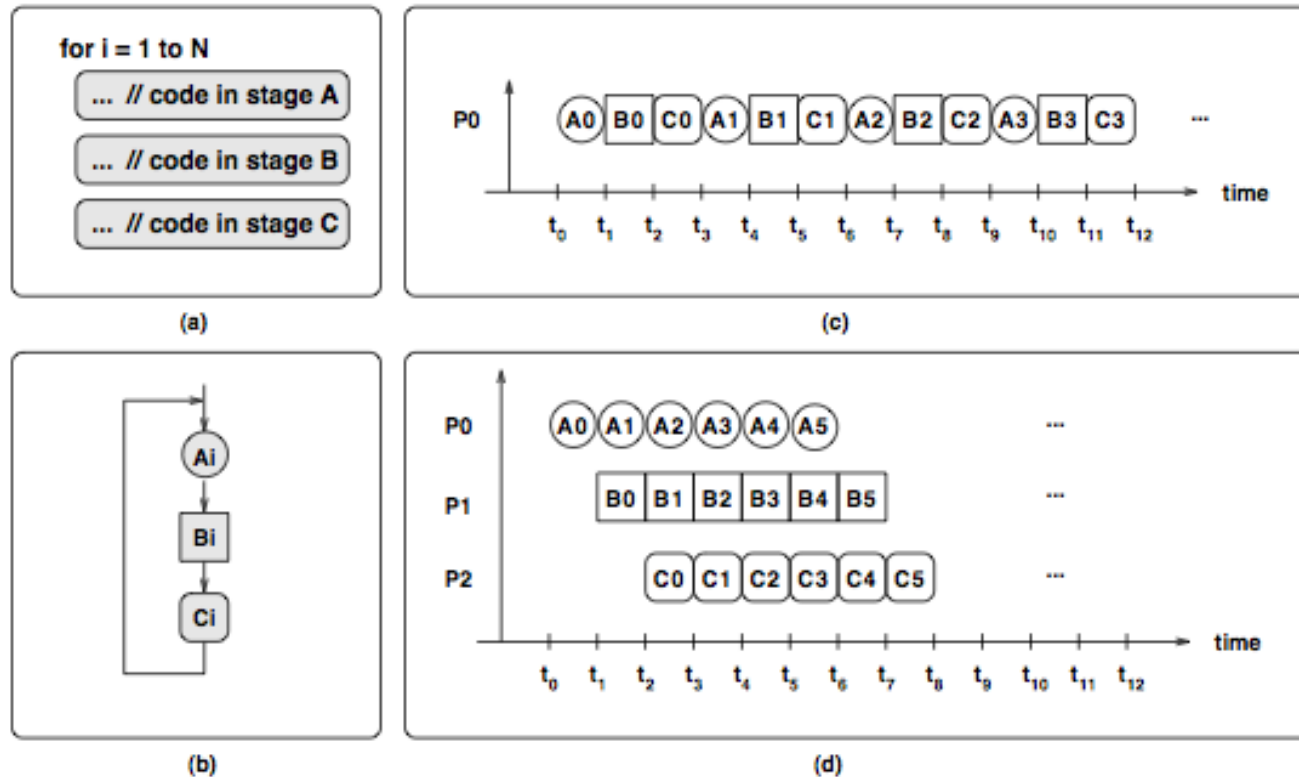 for i = 1 to N
... // code in stage A
... // code in stage B
... // code in stage C
(a)
P0 A0 B0 C0 A1 B1 C1 A2 B2 C2 A3 B3 C3 ...
time
t0 t1 t2 t3 t4 t5 t6 t7 t8 t9 t10 t11 t12
(c)
Ai
Bi
Ci
(b)
P0 A0 A1 A2 A3 A4 A5 ...
P1 B0 B1 B2 B3 B4 B5 ...
P2 C0 C1 C2 C3 C4 C5 ...
time
t0 t1 t2 t3 t4 t5 t6 t7 t8 t9 t10 t11 t12
(d)